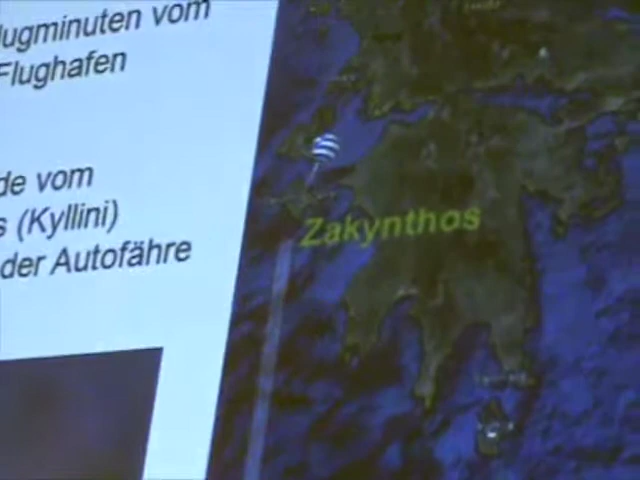 lugminuten vom
Flughafen
de vom
s (Kyllini)
der Autofähre
Zakynthos